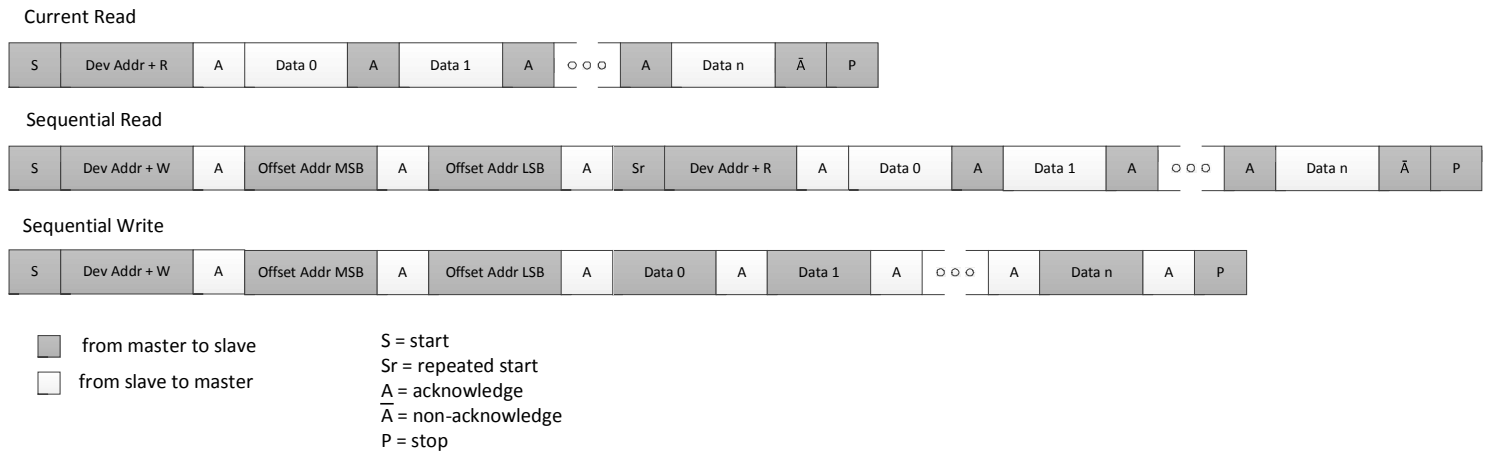 Current Read
S Dev Addr + R A Data 0 A Data 1 A A Data n Ā P
Sequential Read
S Dev Addr + W A Offset Addr MSB A Offset Addr LSB A Sr Dev Addr + R A Data 0 A Data 1 A A Data n Ā P
Sequential Write
S Dev Addr + W A Offset Addr MSB A Offset Addr LSB A Data 0 A Data 1 A A Data n A P
from master to slave
from slave to master
S = start
Sr = repeated start
A = acknowledge
Ā = non-acknowledge
P = stop